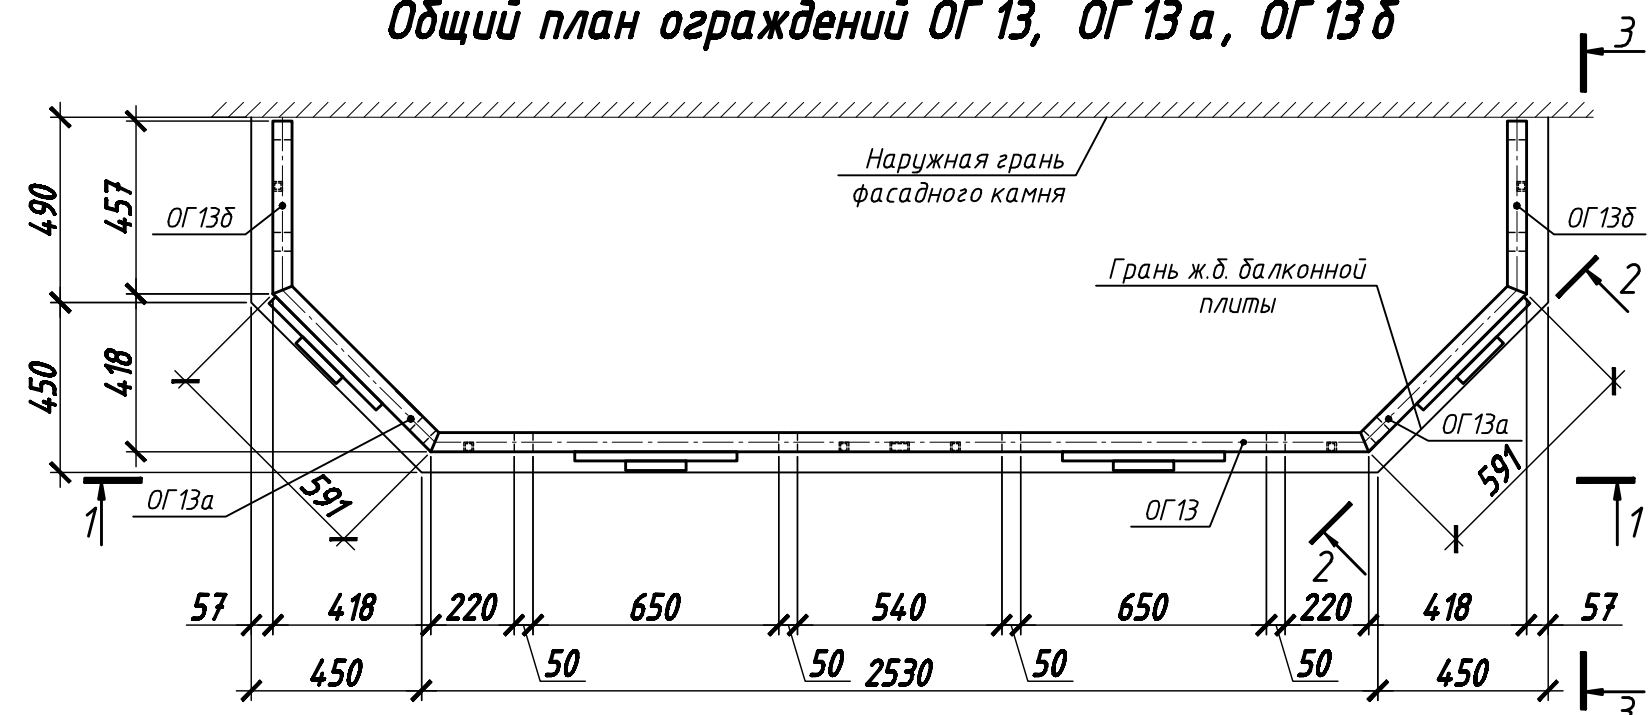 Общий план ограждений ОГ 13, ОГ 13 а, ОГ 13 б
3
Наружная грань
фасадного камня
490
457
ОГ13б
ОГ13б
Грань ж.б. балконной
плиты
2
450
418
ОГ13а
591
ОГ13а
591
1
ОГ13
1
2
57
418
220
650
540
650
220
418
57
50
50
50
50
450
2530
450
3